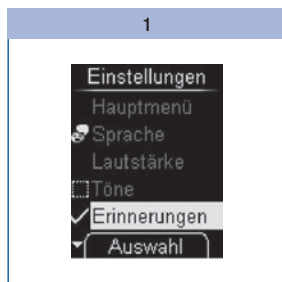 1
Einstellungen
Hauptmenü
Sprache
Lautstärke
Töne
Erinnerungen
Auswahl